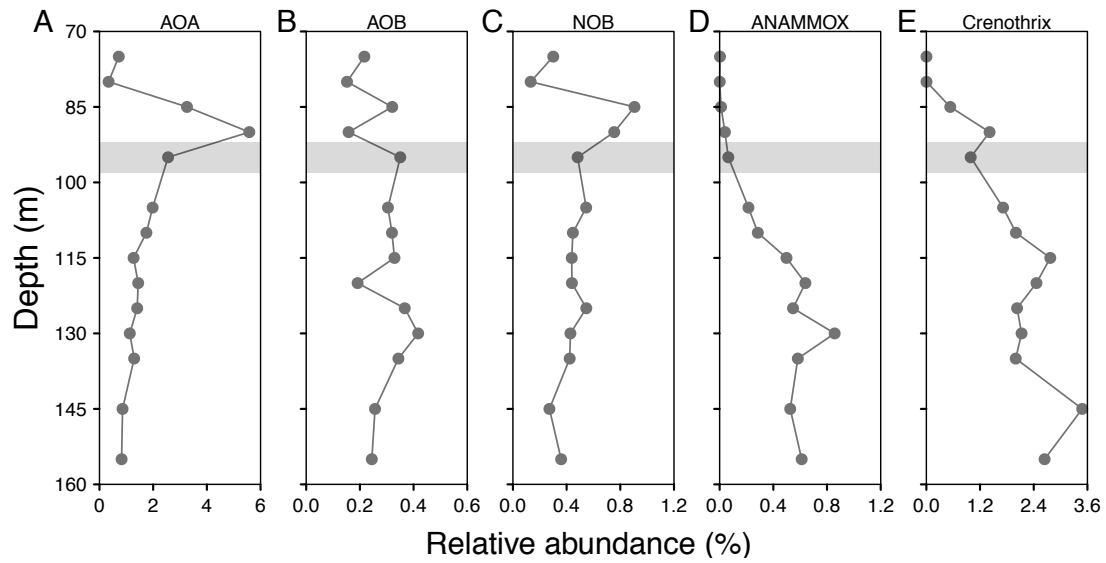 A AOA B AOB C NOB D ANAMMOX E Crenothrix
70
85
100
115
130
145
160
Depth (m)
0 2 4 6 0.0 0.2 0.4 0.6 0.0 0.4 0.8 1.2 0.0 0.4 0.8 1.2 0.0 1.2 2.4 3.6
Relative abundance (%)